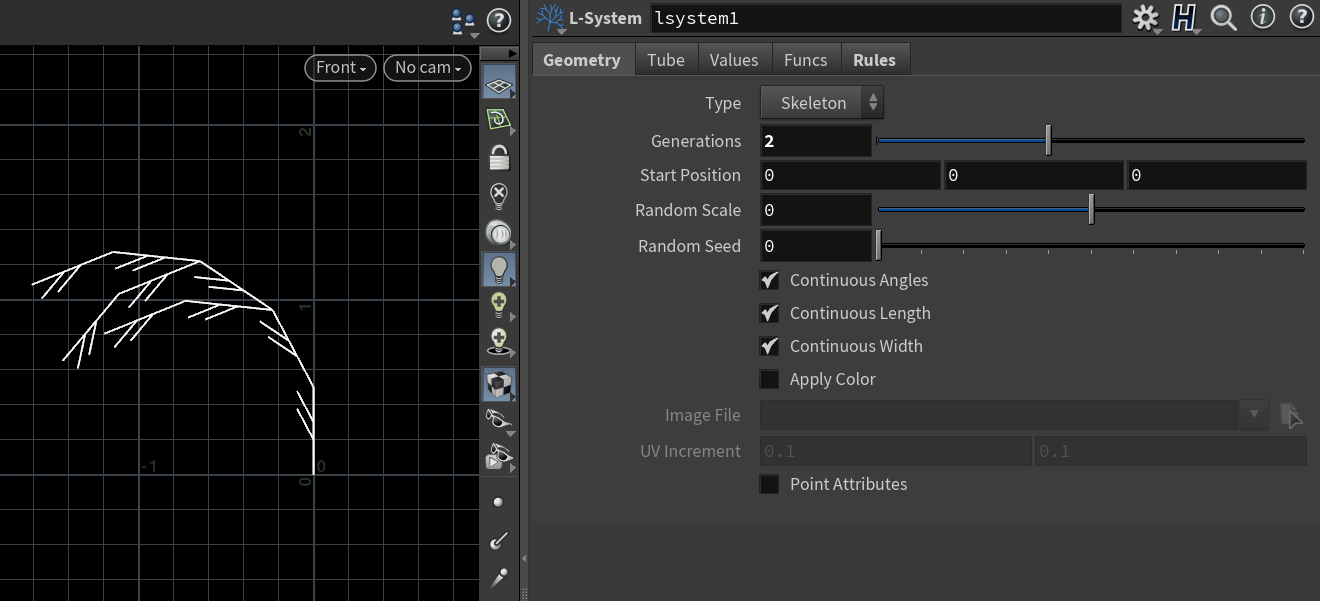 L-System lsystem1
Geometry Tube Values Funcs Rules
Front No cam
Type Skeleton
Generations 2
Start Position 0 0 0
Random Scale 0
Random Seed 0
Continuous Angles
Continuous Length
Continuous Width
Apply Color
Image File
UV Increment 0.1 0.1
Point Attributes
2
1
-1 0
0